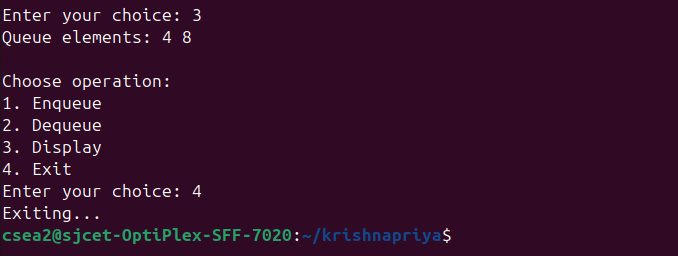 Enter your choice: 3
Queue elements: 4 8
Choose operation:
1. Enqueue
2. Dequeue
3. Display
4. Exit
Enter your choice: 4
Exiting...
csea2@sjcet-OptiPlex-SFF-7020:~/krishnapriya$